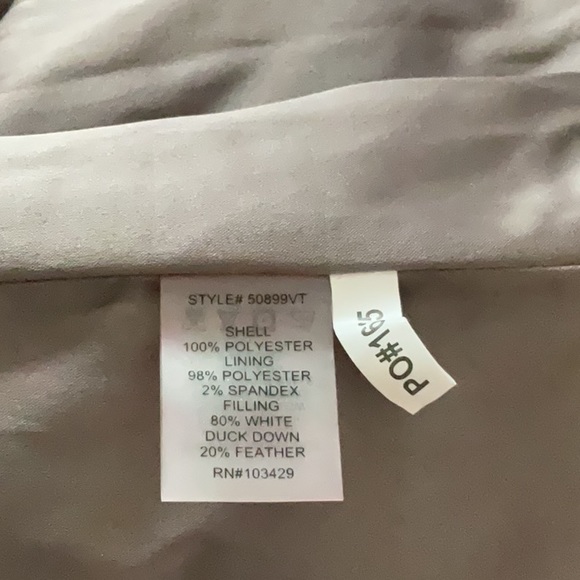 STYLE# 50899VT
SHELL
100% POLYESTER
LINING
98% POLYESTER
2% SPANDEX
FILLING
80% WHITE
DUCK DOWN
20% FEATHER
RN#103429
PO#165